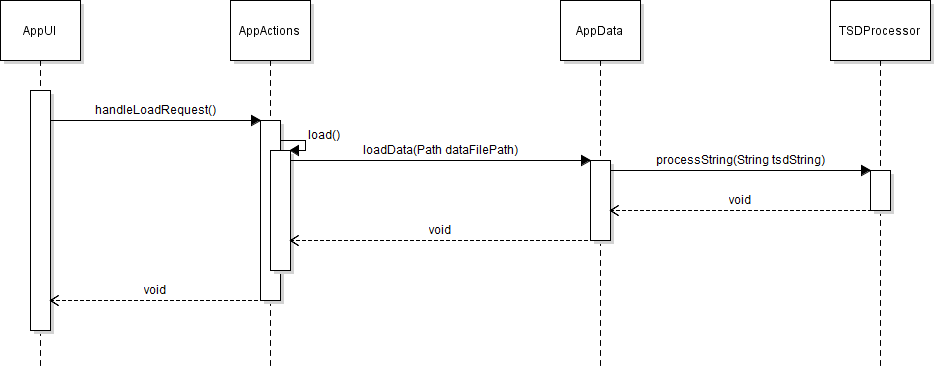 AppUI
AppActions
AppData
TSDProcessor
handleLoadRequest()
load()
loadData(Path dataFilePath)
processString(String tsdString)
void
void
void